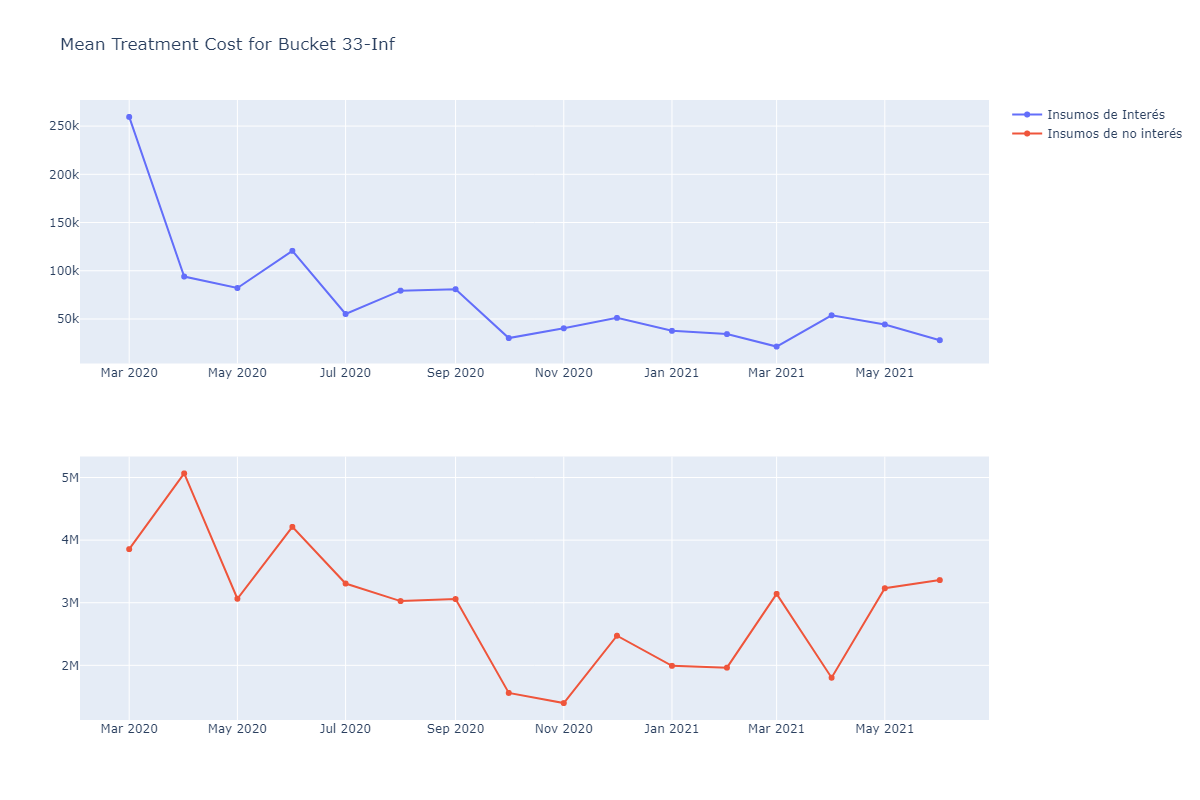 Mean Treatment Cost for Bucket 33-Inf
Insumos de Interés
Insumos de no interés
250k
200k
150k
100k
50k
Mar 2020 May 2020 Jul 2020 Sep 2020 Nov 2020 Jan 2021 Mar 2021 May 2021
5M
4M
3M
2M
Mar 2020 May 2020 Jul 2020 Sep 2020 Nov 2020 Jan 2021 Mar 2021 May 2021